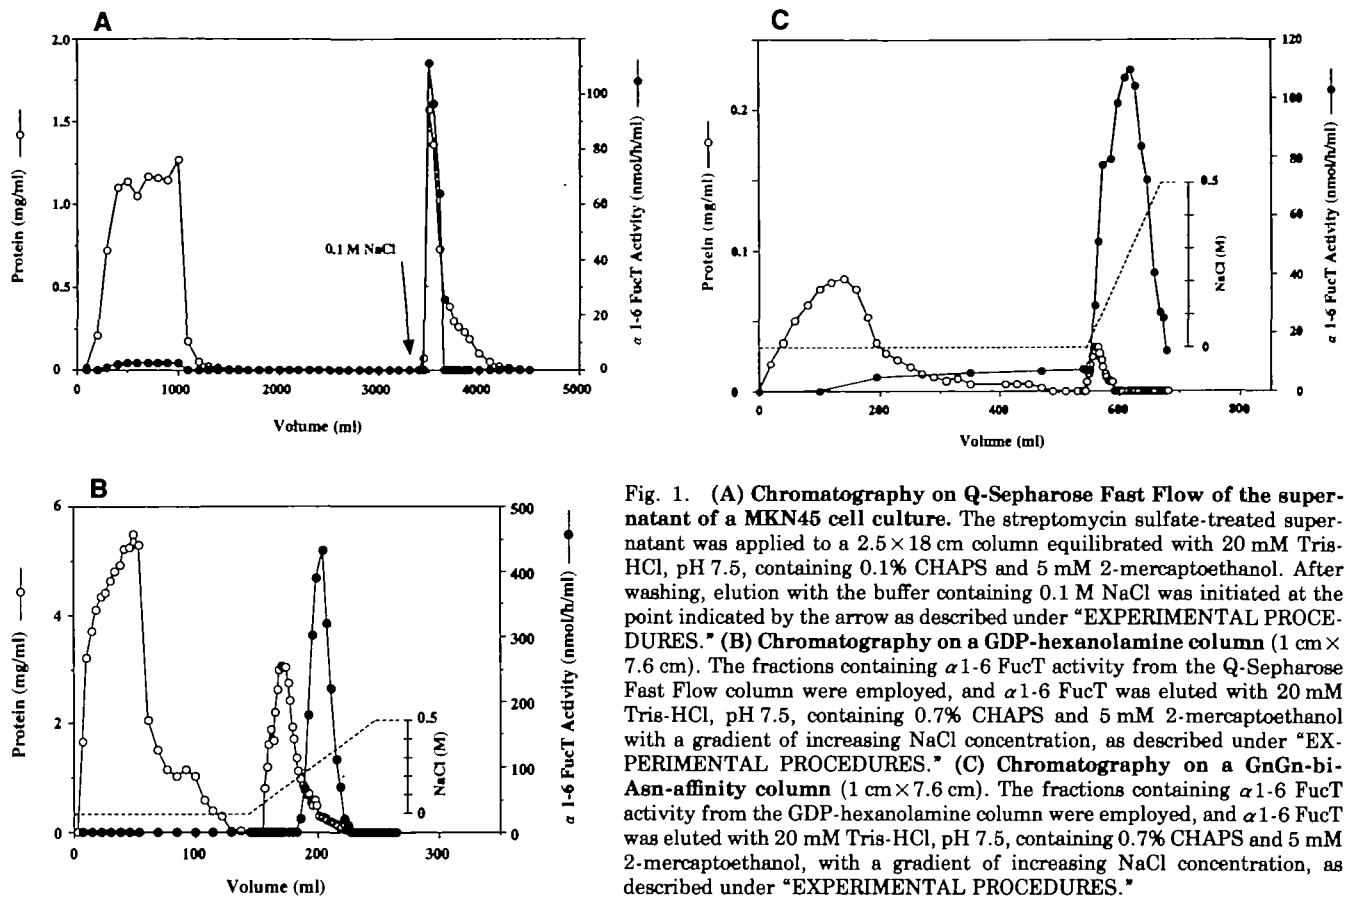 A
2.0
1.5
1.0
0.5
0
Protein (mg/ml)
100
80
60
40
20
0
α 1-6 FucT Activity (nmol/h/ml)
0.1 M NaCl
0
1000
2000
3000
4000
5000
Volume (ml)
C
0.2
0.1
0
Protein (mg/ml)
120
100
80
60
40
20
0
α 1-6 FucT Activity (nmol/h/ml)
0.5
0
NaCl (M)
0
200
400
600
800
Volume (ml)
B
6
4
2
0
Protein (mg/ml)
500
400
300
200
100
0
α 1-6 FucT Activity (nmol/h/ml)
0.5
0
NaCl (M)
0
100
200
300
Volume (ml)
Fig. 1. (A) Chromatography on Q-Sepharose Fast Flow of the super-
natant of a MKN45 cell culture. The streptomycin sulfate-treated super-
natant was applied to a 2.5×18 cm column equilibrated with 20 mM Tris-
HCl, pH 7.5, containing 0.1% CHAPS and 5 mM 2-mercaptoethanol. After
washing, elution with the buffer containing 0.1 M NaCl was initiated at the
point indicated by the arrow as described under "EXPERIMENTAL PROCE-
DURES." (B) Chromatography on a GDP-hexanolamine column (1 cm×
7.6 cm). The fractions containing α1-6 FucT activity from the Q-Sepharose
Fast Flow column were employed, and α1-6 FucT was eluted with 20 mM
Tris-HCl, pH 7.5, containing 0.7% CHAPS and 5 mM 2-mercaptoethanol
with a gradient of increasing NaCl concentration, as described under "EX-
PERIMENTAL PROCEDURES." (C) Chromatography on a GnGn-bi-
Asn-affinity column (1 cm×7.6 cm). The fractions containing α1-6 FucT
activity from the GDP-hexanolamine column were employed, and α1-6 FucT
was eluted with 20 mM Tris-HCl, pH 7.5, containing 0.7% CHAPS and 5 mM
2-mercaptoethanol, with a gradient of increasing NaCl concentration, as
described under "EXPERIMENTAL PROCEDURES."